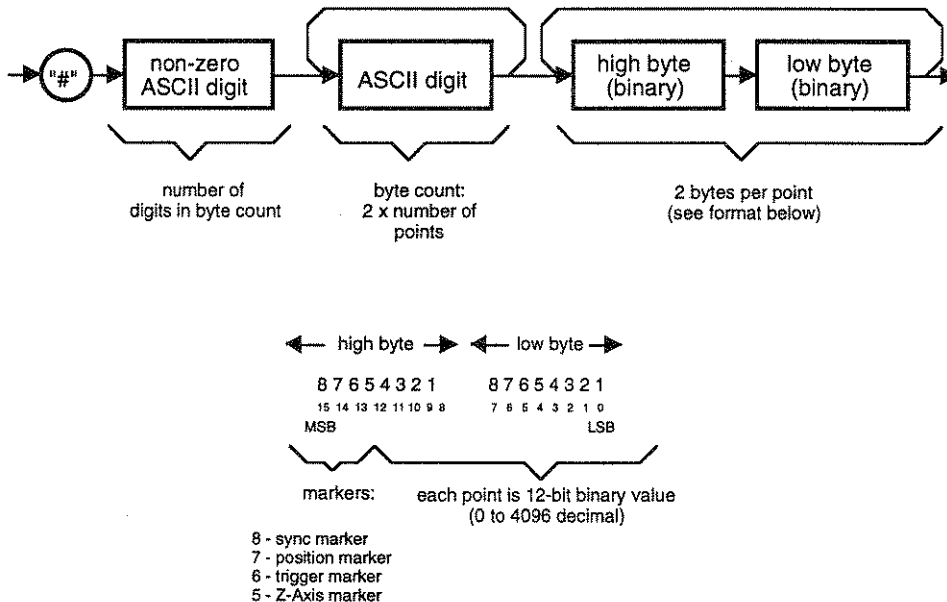 "#"
non-zero
ASCII digit
ASCII digit
high byte
(binary)
low byte
(binary)
number of
digits in byte count
byte count:
2 x number of
points
2 bytes per point
(see format below)
high byte
low byte
8 7 6 5 4 3 2 1
8 7 6 5 4 3 2 1
15 14 13 12 11 10 9 8
7 6 5 4 3 2 1 0
MSB
LSB
markers:
each point is 12-bit binary value
(0 to 4096 decimal)
8 - sync marker
7 - position marker
6 - trigger marker
5 - Z-Axis marker